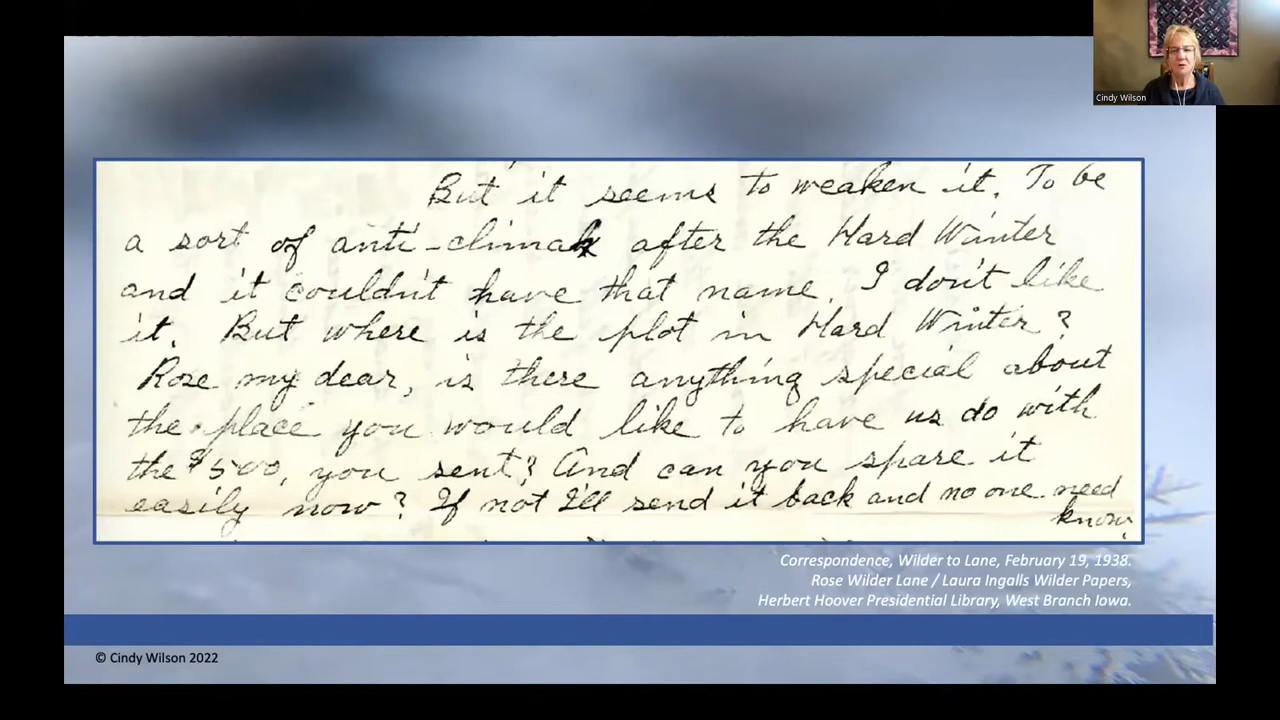 Cindy Wilson
But it seems to weaken it. To be
a sort of anti-climax after the Hard Winter
and it couldn't have that name. I don't like
it. But where is the plot in Hard Winter?
Rose my dear, is there anything special about
the place you would like to have us do with
the $500, you sent? And can you spare it
easily now? If not I'll send it back and no one need
know.
Correspondence, Wilder to Lane, February 19, 1938.
Rose Wilder Lane / Laura Ingalls Wilder Papers,
Herbert Hoover Presidential Library, West Branch Iowa.
© Cindy Wilson 2022